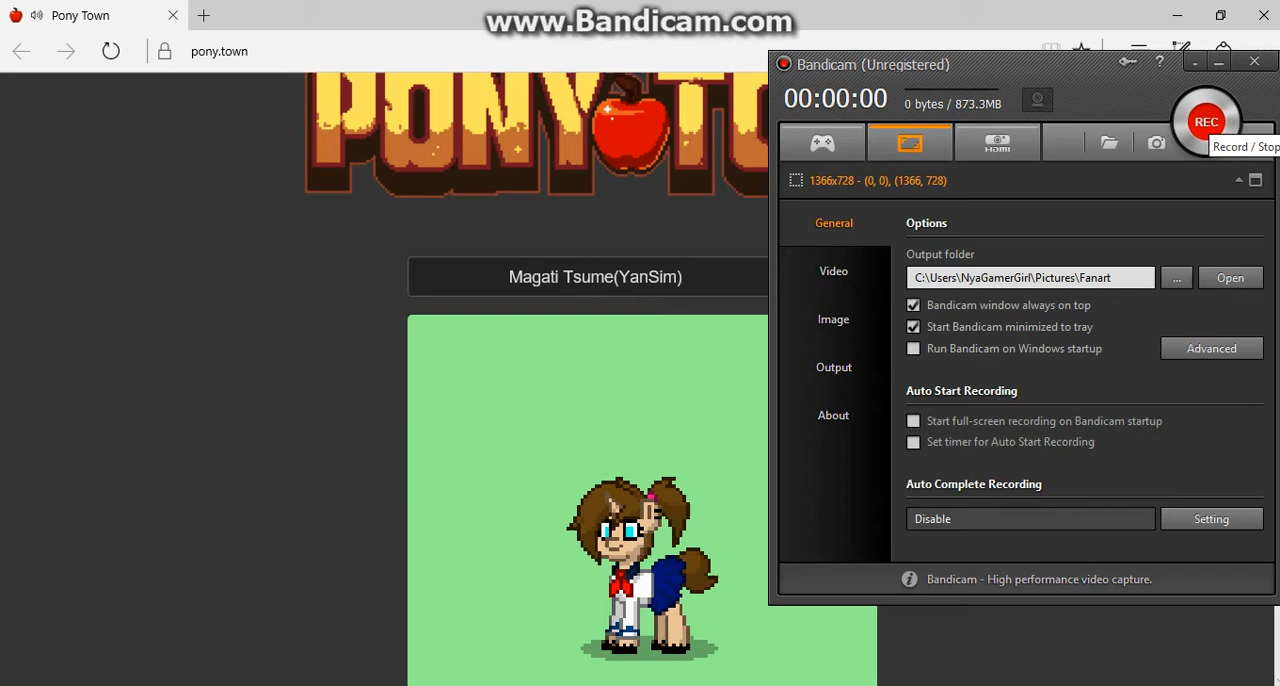 Pony Town
www.Bandicam.com
pony.town
PONY TO
Magati Tsume(YanSim)
Bandicam (Unregistered)
?
00:00:00
0 bytes / 873.3MB
REC
HDMI
Record / Stop
1366x728 - (0, 0), (1366, 728)
General
Video
Image
Output
About
Options
Output folder
C:\Users\NyaGamerGirl\Pictures\Fanart
...
Open
Bandicam window always on top
Start Bandicam minimized to tray
Run Bandicam on Windows startup
Advanced
Auto Start Recording
Start full-screen recording on Bandicam startup
Set timer for Auto Start Recording
Auto Complete Recording
Disable
Setting
Bandicam - High performance video capture.